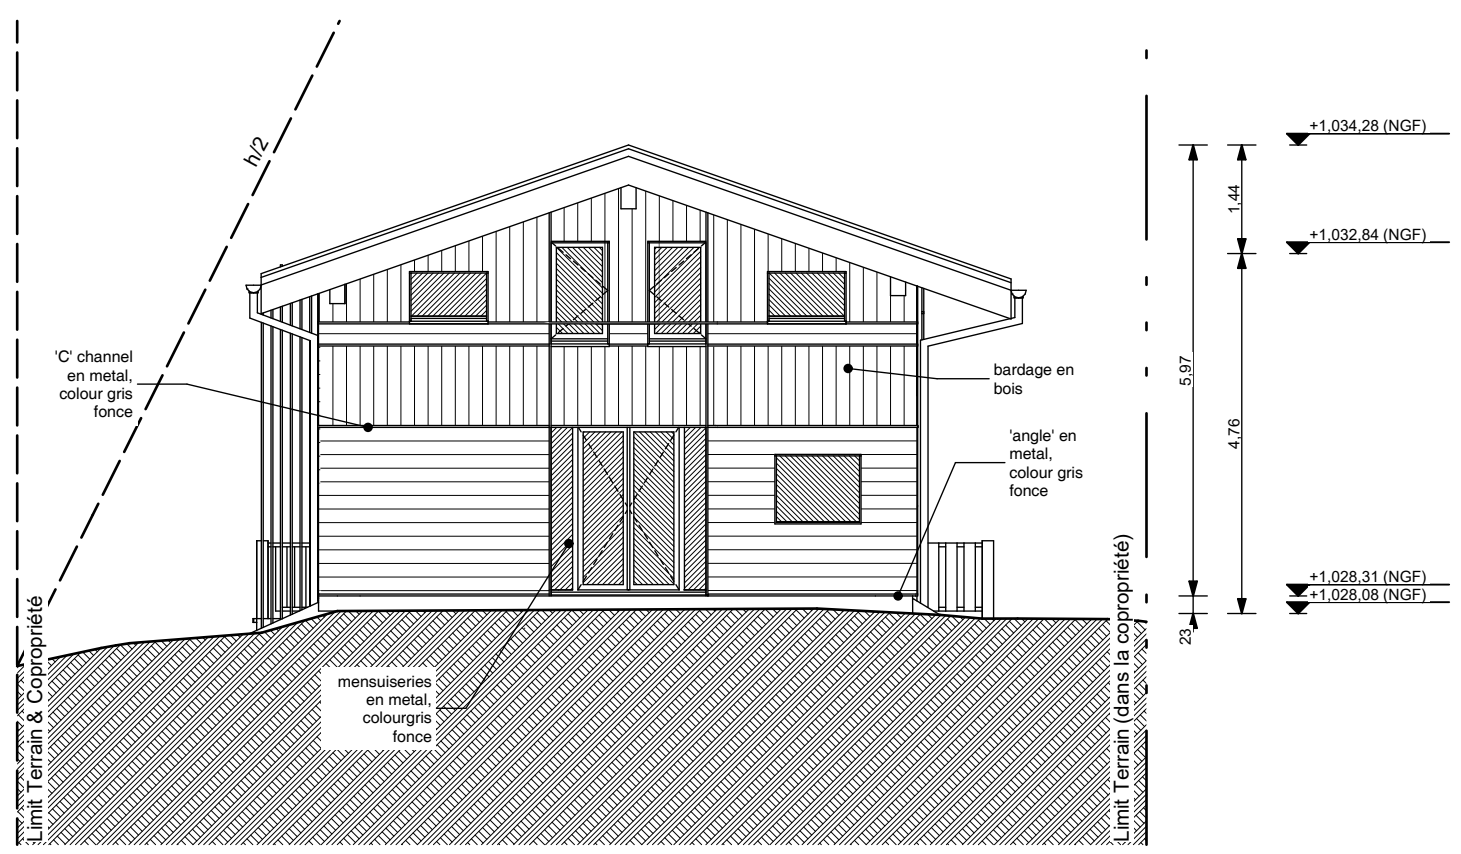 h/2
'C' channel
en metal,
colour gris
fonce
bardage en
bois
'angle' en
metal,
colour gris
fonce
mensuiseries
en metal,
colourgris
fonce
Limit Terrain & Copropriété
Limit Terrain (dans la copropriété)
5,97
23
1,44
4,76
+1,034,28 (NGF)
+1,032,84 (NGF)
+1,028,31 (NGF)
+1,028,08 (NGF)